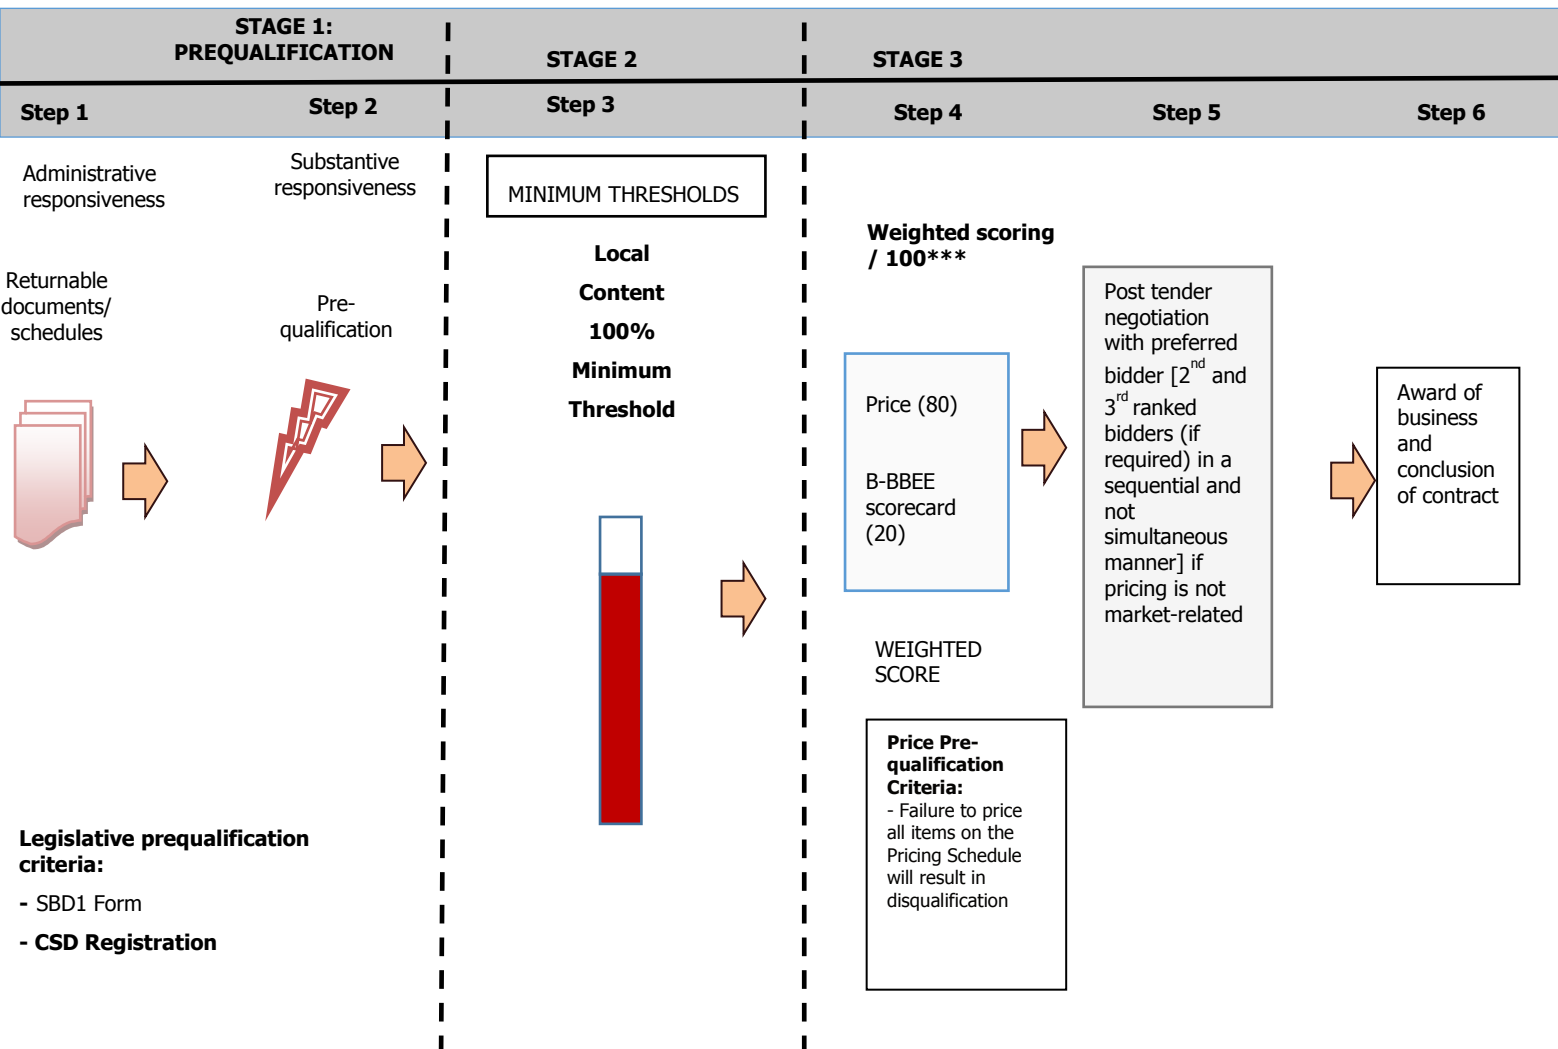 STAGE 1:
PREQUALIFICATION
STAGE 2
STAGE 3
Step 1
Step 2
Step 3
Step 4
Step 5
Step 6
Administrative
responsiveness
Substantive
responsiveness
Returnable
documents/
schedules
Pre-
qualification
Legislative prequalification
criteria:
- SBD1 Form
- CSD Registration
MINIMUM THRESHOLDS
Local
Content
100%
Minimum
Threshold
Weighted scoring
/ 100***
Price (80)
B-BBEE
scorecard
(20)
WEIGHTED
SCORE
Price Pre-
qualification
Criteria:
- Failure to price
all items on the
Pricing Schedule
will result in
disqualification
Post tender
negotiation
with preferred
bidder [2nd and
3rd ranked
bidders (if
required) in a
sequential and
not
simultaneous
manner] if
pricing is not
market-related
Award of
business
and
conclusion
of contract